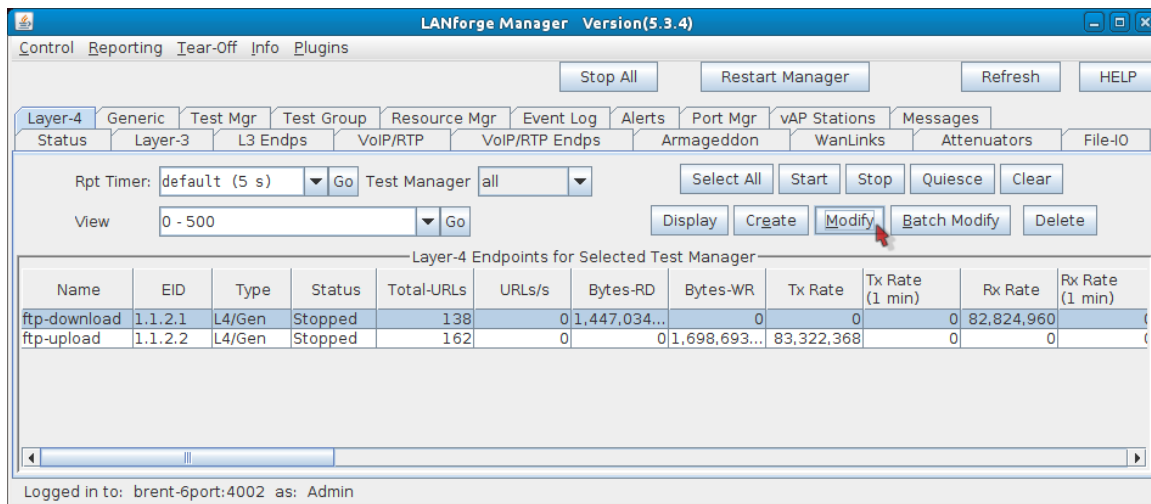 LANforge Manager Version(5.3.4)
Control Reporting Tear-Off Info Plugins
Stop All Restart Manager Refresh HELP
Layer-4 Generic Test Mgr Test Group Resource Mgr Event Log Alerts Port Mgr vAP Stations Messages
Status Layer-3 L3 Endps VoIP/RTP VoIP/RTP Endps Armageddon WanLinks Attenuators File-IO
Rpt Timer: default (5 s) Go Test Manager all Select All Start Stop Quiesce Clear
View 0 - 500 Go Display Create Modify Batch Modify Delete
Layer-4 Endpoints for Selected Test Manager
Name EID Type Status Total-URLs URLs/s Bytes-RD Bytes-WR Tx Rate Tx Rate (1 min) Rx Rate Rx Rate (1 min)
ftp-download 1.1.2.1 L4/Gen Stopped 138 0 1,447,034... 0 0 0 82,824,960
ftp-upload 1.1.2.2 L4/Gen Stopped 162 0 0 1,698,693... 83,322,368 0 0
Logged in to: brent-6port:4002 as: Admin